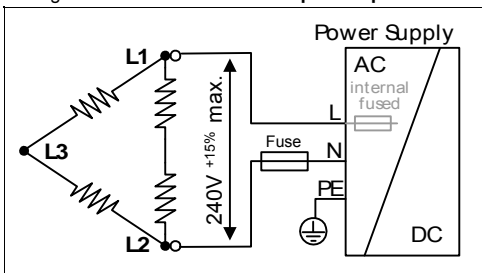 Power Supply
L1
AC
internal
fused
L
Fuse
N
L3
240V +15% max.
PE
L2
DC